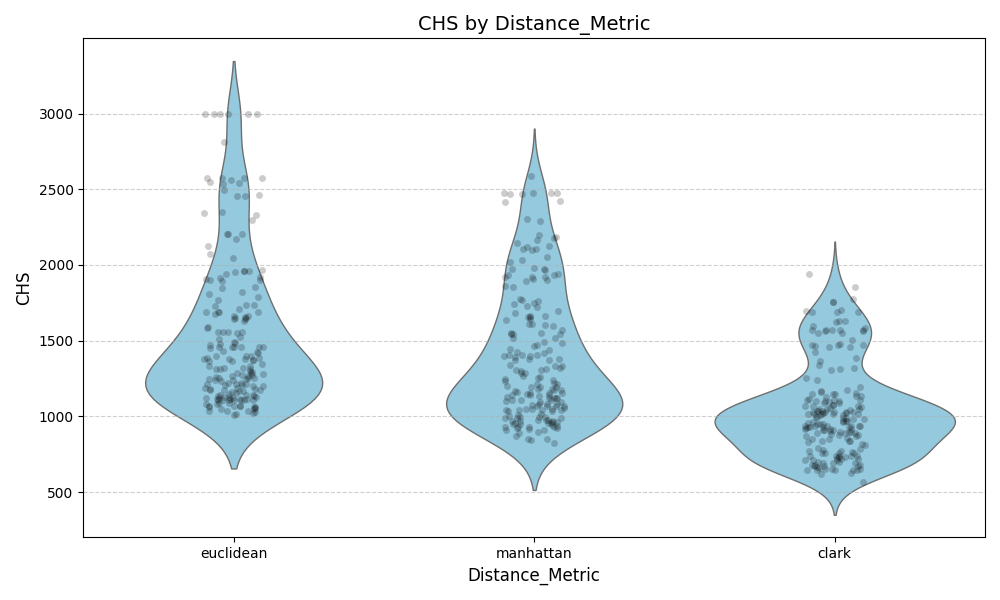 CHS by Distance_Metric
CHS
3000
2500
2000
1500
1000
500
euclidean
manhattan
clark
Distance_Metric